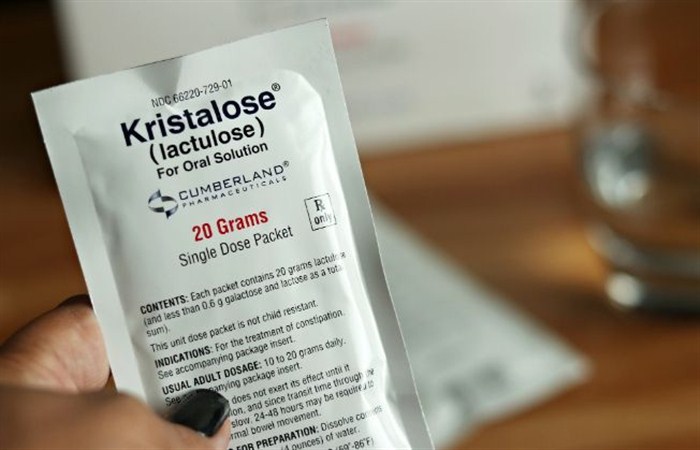 NDC 66220-729-01
Kristalose®
(lactulose)
For Oral Solution
CUMBERLAND®
PHARMACEUTICALS
20 Grams
Single Dose Packet
Rx
only
CONTENTS: Each packet contains 20 grams lactulose
(and less than 0.6 g galactose and lactose as a total
sum).
This unit dose packet is not child resistant.
INDICATIONS: For the treatment of constipation.
See accompanying package insert.
USUAL ADULT DOSAGE: 10 to 20 grams daily.
package insert.
does not exert its effect until it
and since transit time through the
slow, 24-48 hours may be required to
bowel movement.
FOR PREPARATION: Dissolve
ounces) of water.